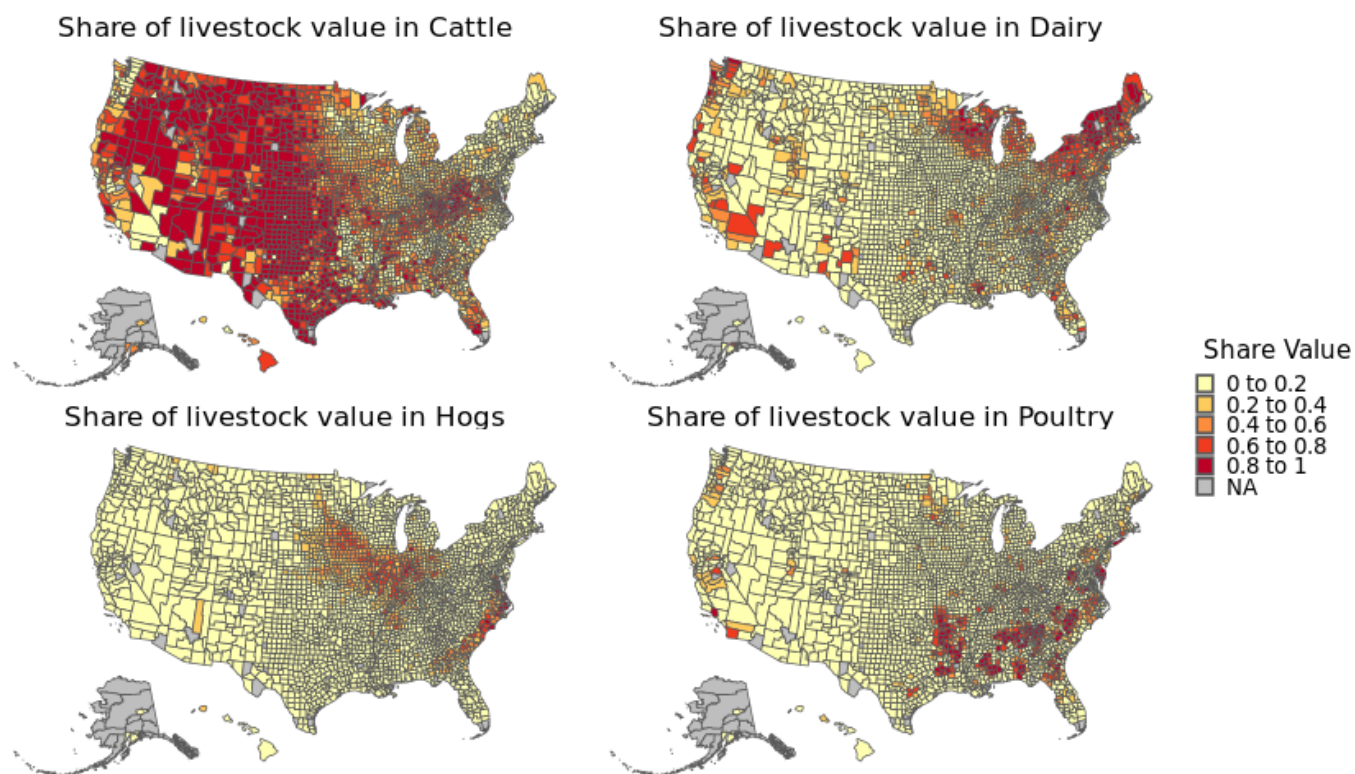 Share of livestock value in Cattle
Share of livestock value in Dairy
Share Value
0 to 0.2
0.2 to 0.4
0.4 to 0.6
0.6 to 0.8
0.8 to 1
NA
Share of livestock value in Hogs
Share of livestock value in Poultry